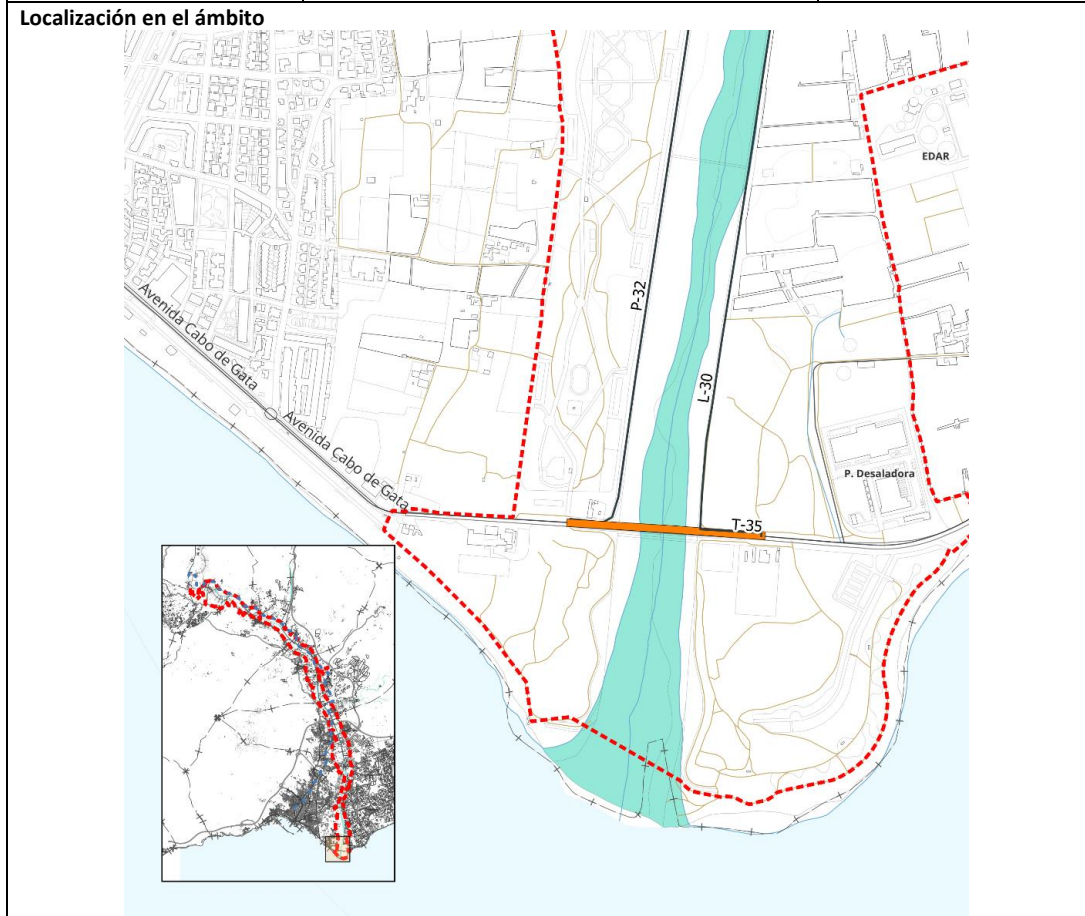 Localización en el ámbito
EDAR
P-32
Avenida Cabo de Gata
L-30
Avenida Cabo de Gata
P. Desaladora
T-35